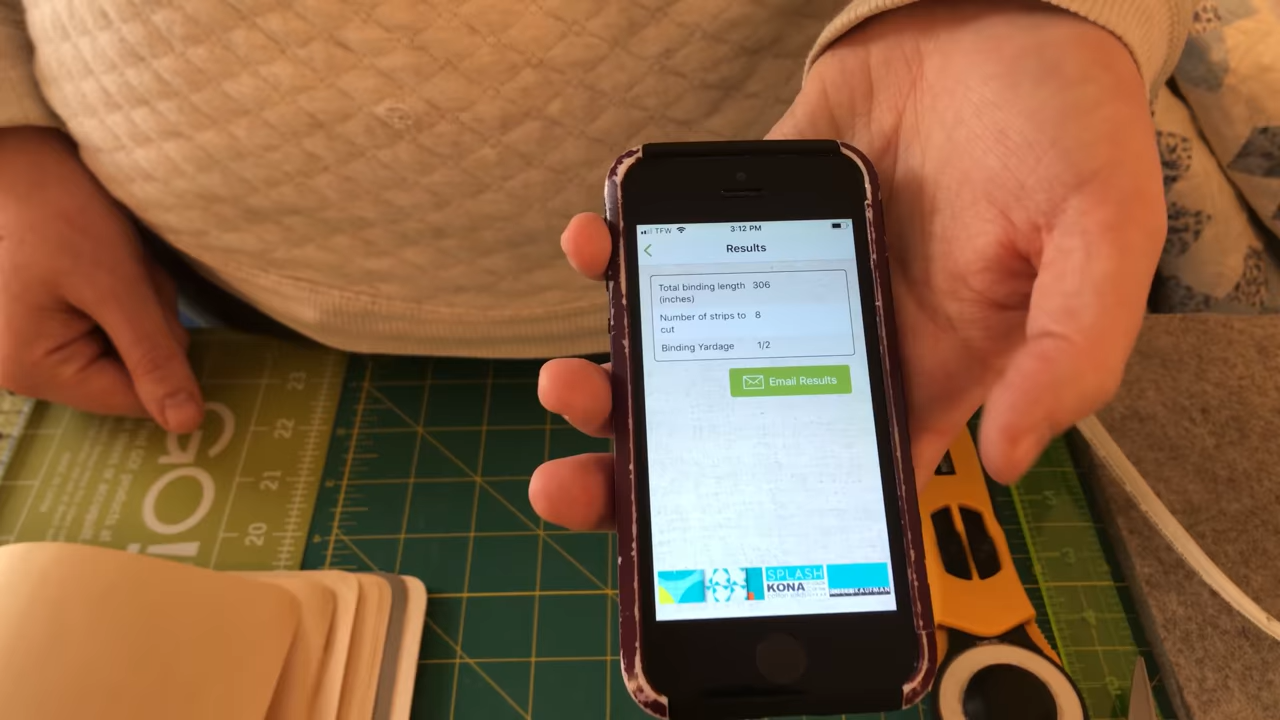 TFW 3:12 PM
Results
Total binding length 306
(inches)
Number of strips to 8
cut
Binding Yardage 1/2
Email Results
SPLASH
KONA
23
22
21
20
GO!